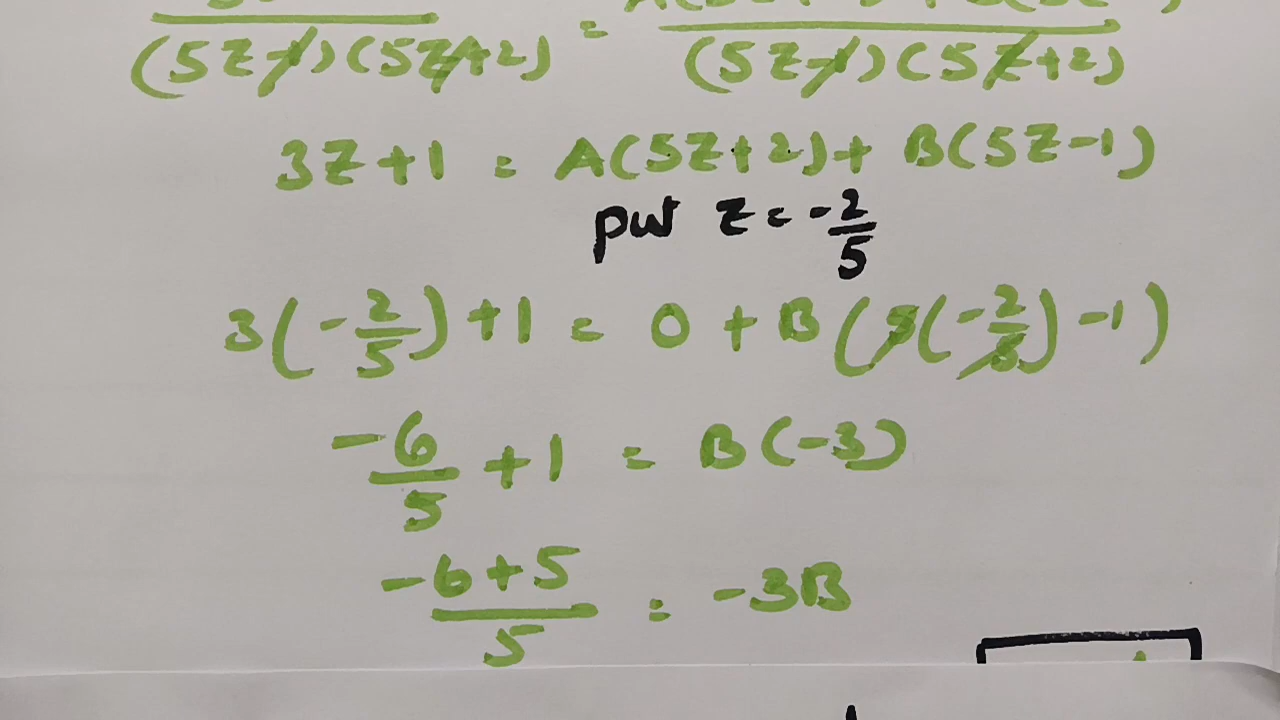 (5Z-1)(5Z+2) = (5Z-1)(5Z+2)
3Z+1 = A(5Z+2)+ B(5Z-1)
put Z = -2/5
3(-2/5)+1 = 0 + B(5(-2/5)-1)
-6/5 +1 = B(-3)
-6+5/5 = -3B